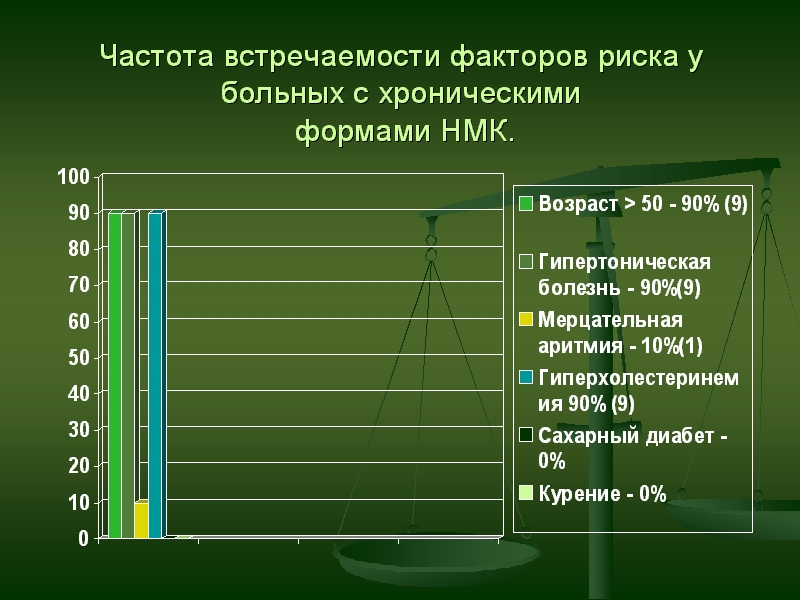 Частота встречаемости факторов риска у
больных с хроническими
формами НМК.
100
90
80
70
60
50
40
30
20
10
0
Возраст > 50 - 90% (9)
Гипертоническая
болезнь - 90%(9)
Мерцательная
аритмия - 10%(1)
Гиперхолестеринем
ия 90% (9)
Сахарный диабет -
0%
Курение - 0%